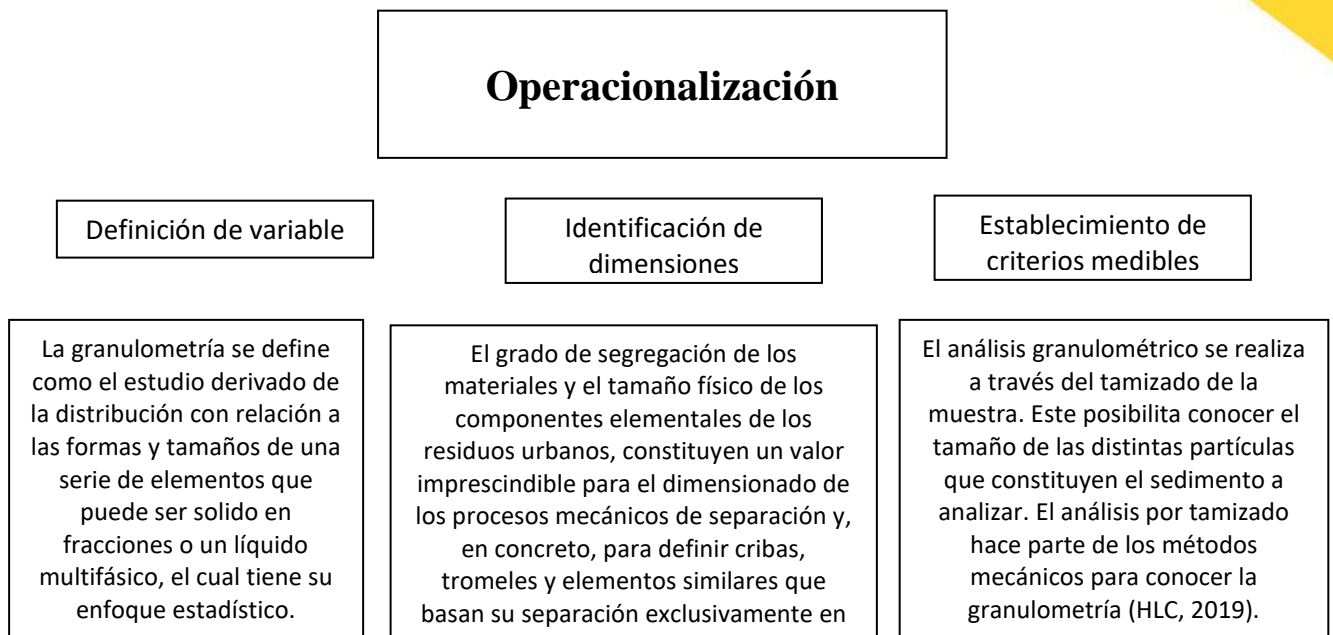 Operacionalización
Definición de variable
Identificación de
dimensiones
Establecimiento de
criterios medibles
La granulometría se define
como el estudio derivado de
la distribución con relación a
las formas y tamaños de una
serie de elementos que
puede ser solido en
fracciones o un líquido
multifásico, el cual tiene su
enfoque estadístico.
El grado de segregación de los
materiales y el tamaño físico de los
componentes elementales de los
residuos urbanos, constituyen un valor
imprescindible para el dimensionado de
los procesos mecánicos de separación y,
en concreto, para definir cribas,
tromeles y elementos similares que
basan su separación exclusivamente en
El análisis granulométrico se realiza
a través del tamizado de la
muestra. Este posibilita conocer el
tamaño de las distintas partículas
que constituyen el sedimento a
analizar. El análisis por tamizado
hace parte de los métodos
mecánicos para conocer la
granulometría (HLC, 2019).